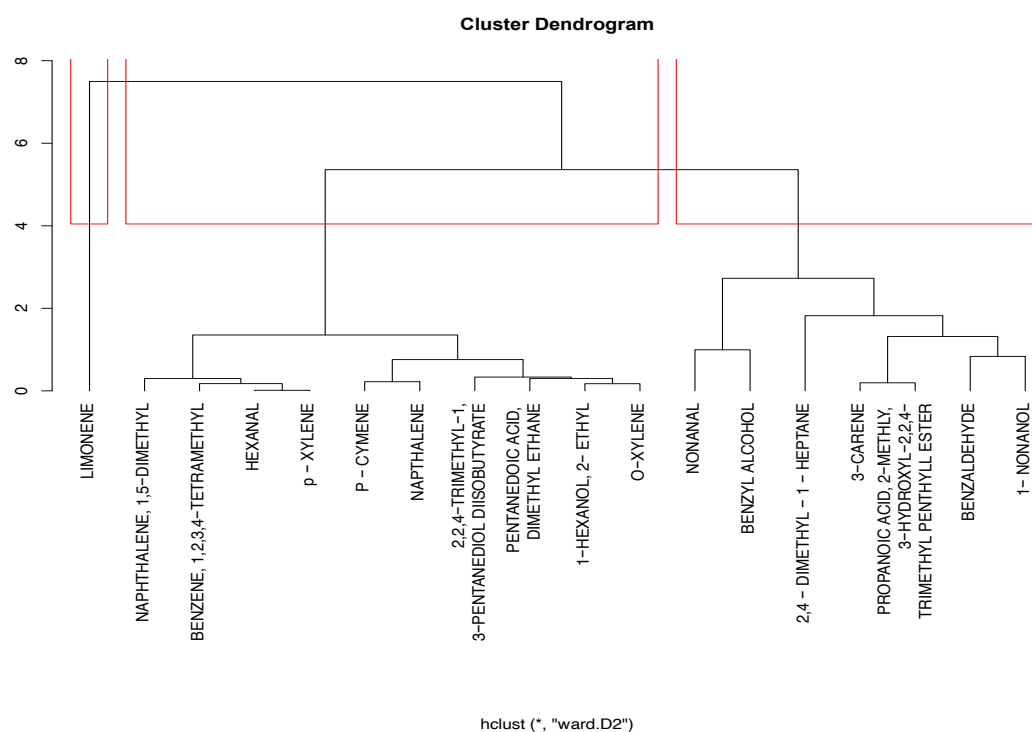 Cluster Dendrogram
8
6
4
2
0
LIMONENE
NAPHTHALENE, 1,5-DIMETHYL
BENZENE, 1,2,3,4-TETRAMETHYL
HEXANAL
p - XYLENE
P - CYMENE
NAPTHALENE
2,2,4-TRIMETHYL-1,
3-PENTANEDIOL DIISOBUTYRATE
PENTANEDOIC ACID,
DIMETHYL ETHANE
1-HEXANOL, 2- ETHYL
O-XYLENE
NONANAL
BENZYL ALCOHOL
2,4 - DIMETHYL - 1 - HEPTANE
3-CARENE
PROPANOIC ACID, 2-METHLY,
3-HYDROXYL-2,2,4-
TRIMETHYL PENTHYLL ESTER
BENZALDEHYDE
1- NONANOL
hclust (*, "ward.D2")